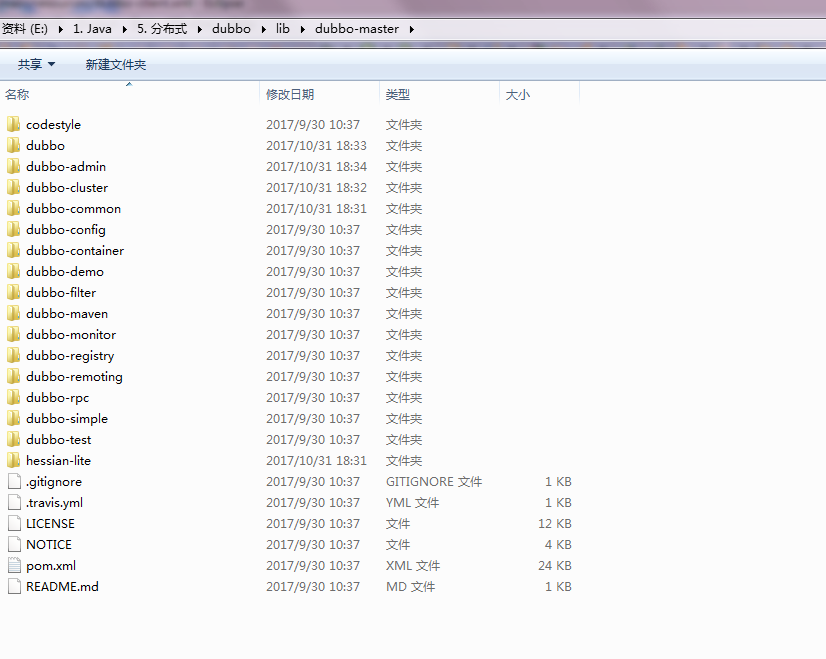 资料 (E:) ▸ 1. Java ▸ 5. 分布式 ▸ dubbo ▸ lib ▸ dubbo-master ▸
共享 新建文件夹
名称 修改日期 类型 大小
codestyle 2017/9/30 10:37 文件夹
dubbo 2017/10/31 18:33 文件夹
dubbo-admin 2017/10/31 18:34 文件夹
dubbo-cluster 2017/10/31 18:32 文件夹
dubbo-common 2017/10/31 18:31 文件夹
dubbo-config 2017/9/30 10:37 文件夹
dubbo-container 2017/9/30 10:37 文件夹
dubbo-demo 2017/9/30 10:37 文件夹
dubbo-filter 2017/9/30 10:37 文件夹
dubbo-maven 2017/9/30 10:37 文件夹
dubbo-monitor 2017/9/30 10:37 文件夹
dubbo-registry 2017/9/30 10:37 文件夹
dubbo-remoting 2017/9/30 10:37 文件夹
dubbo-rpc 2017/9/30 10:37 文件夹
dubbo-simple 2017/9/30 10:37 文件夹
dubbo-test 2017/9/30 10:37 文件夹
hessian-lite 2017/10/31 18:31 文件夹
.gitignore 2017/9/30 10:37 GITIGNORE 文件 1 KB
.travis.yml 2017/9/30 10:37 YML 文件 1 KB
LICENSE 2017/9/30 10:37 文件 12 KB
NOTICE 2017/9/30 10:37 文件 4 KB
pom.xml 2017/9/30 10:37 XML 文件 24 KB
README.md 2017/9/30 10:37 MD 文件 1 KB